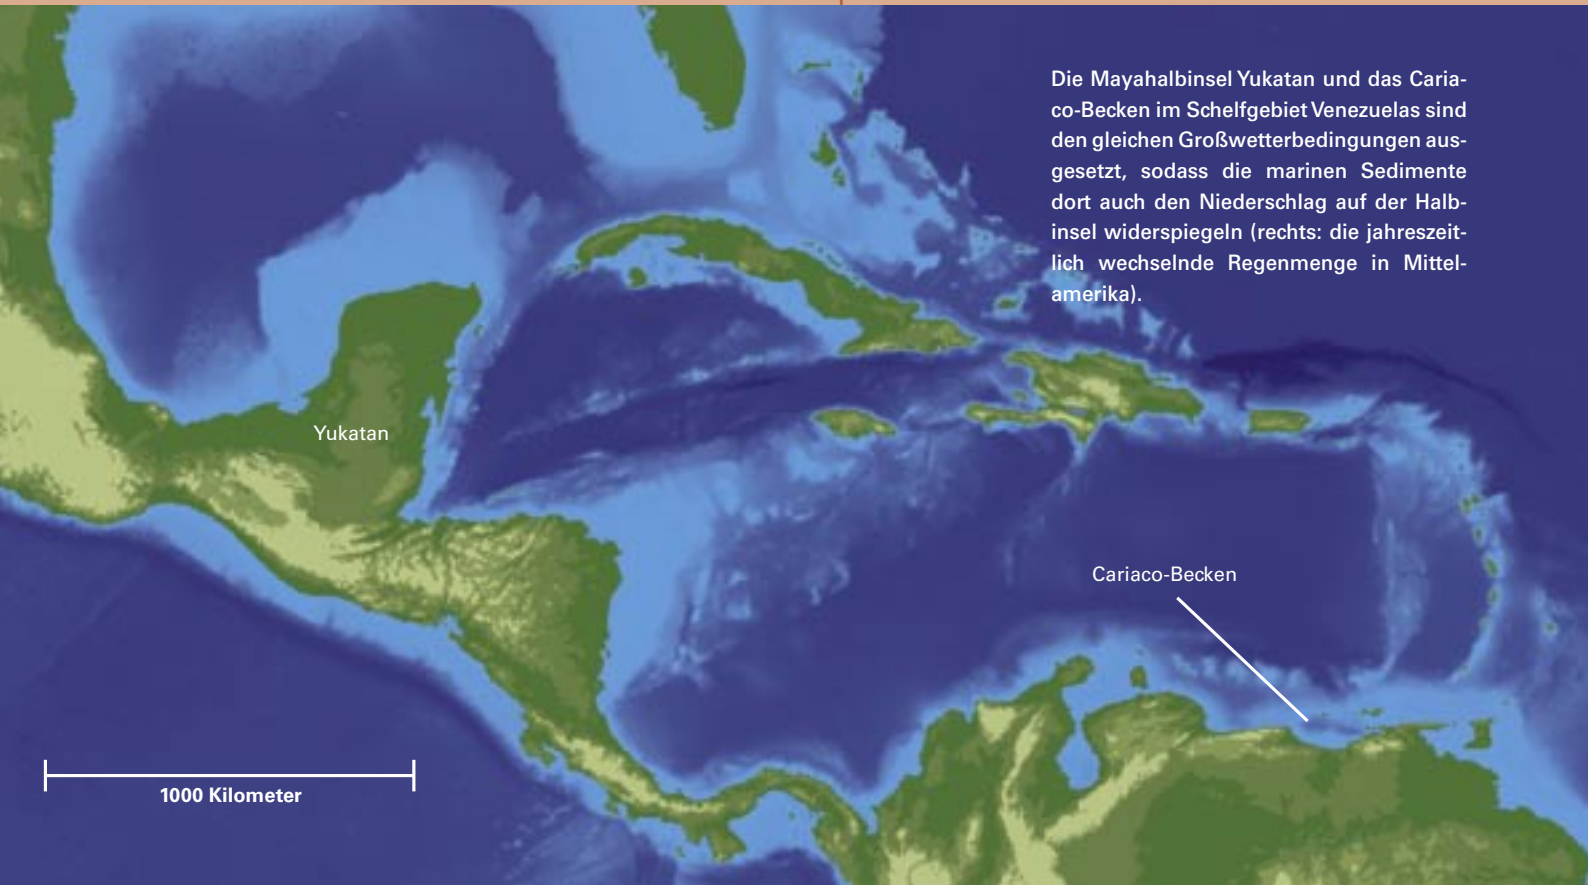 Die Mayahalbinsel Yukatan und das Caria-
co-Becken im Schelfgebiet Venezuelas sind
den gleichen Großwetterbedingungen aus-
gesetzt, sodass die marinen Sedimente
dort auch den Niederschlag auf der Halb-
insel widerspiegeln (rechts: die jahreszeit-
lich wechselnde Regenmenge in Mittel-
amerika).
Yukatan
Cariaco-Becken
1000 Kilometer